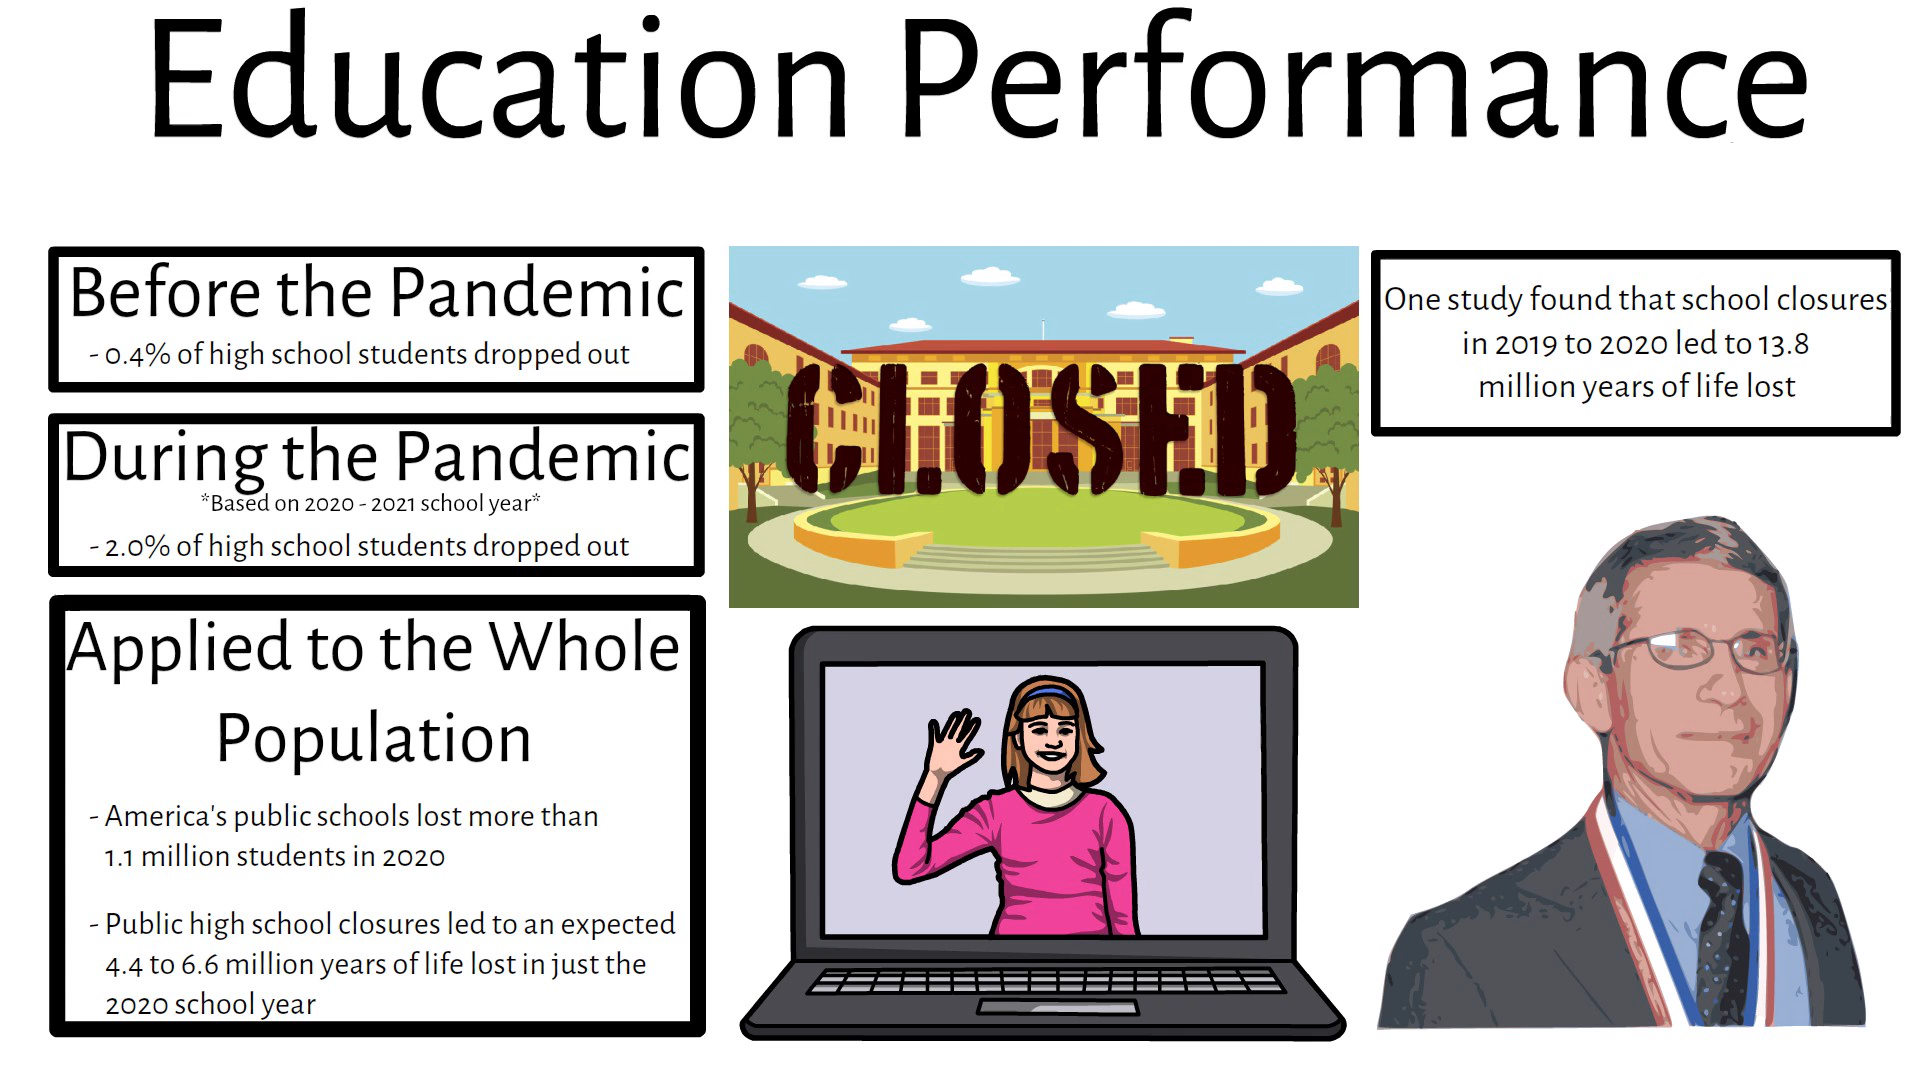 Education Performance
Before the Pandemic
- 0.4% of high school students dropped out
During the Pandemic
*Based on 2020 - 2021 school year*
- 2.0% of high school students dropped out
Applied to the Whole
Population
- America's public schools lost more than
1.1 million students in 2020
- Public high school closures led to an expected
4.4 to 6.6 million years of life lost in just the
2020 school year
CLOSED
One study found that school closures
in 2019 to 2020 led to 13.8
million years of life lost